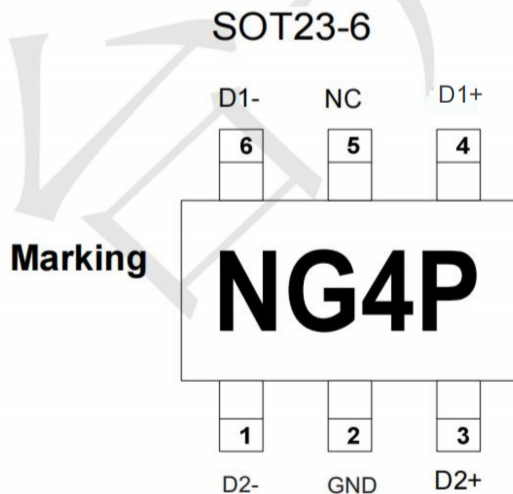 SOT23-6
D1- NC D1+
6 5 4
Marking NG4P
1 2 3
D2- GND D2+